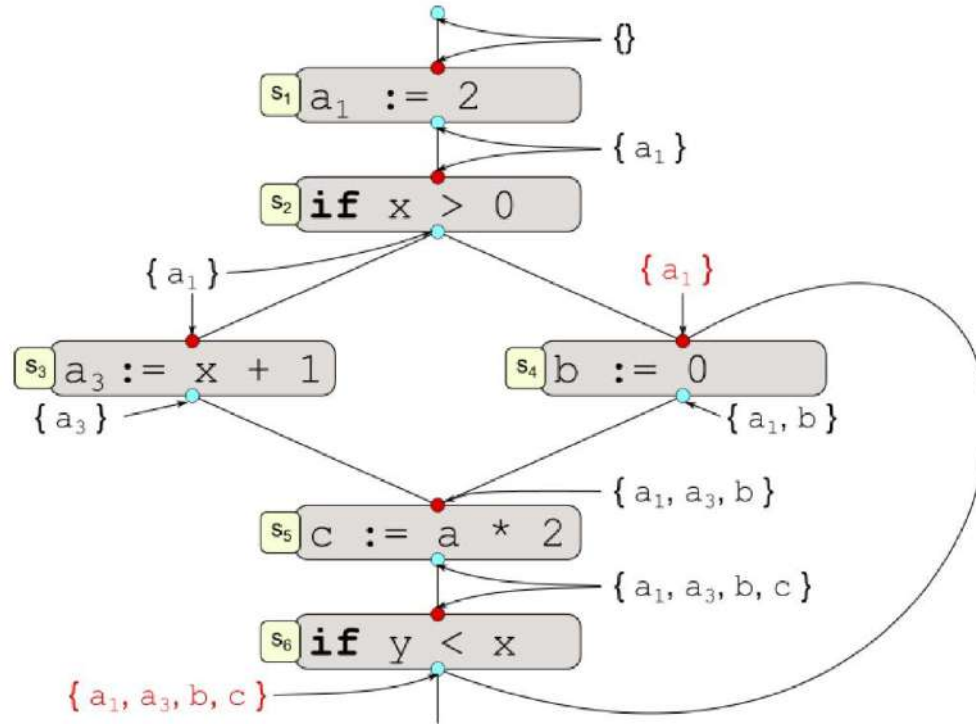 {}
S₁ a₁ := 2
{ a₁ }
S₂ if x > 0
{ a₁ }
{ a₁ }
S₃ a₃ := x + 1
S₄ b := 0
{ a₃ }
{ a₁, b }
{ a₁, a₃, b }
S₅ c := a * 2
{ a₁, a₃, b, c }
S₆ if y < x
{ a₁, a₃, b, c }